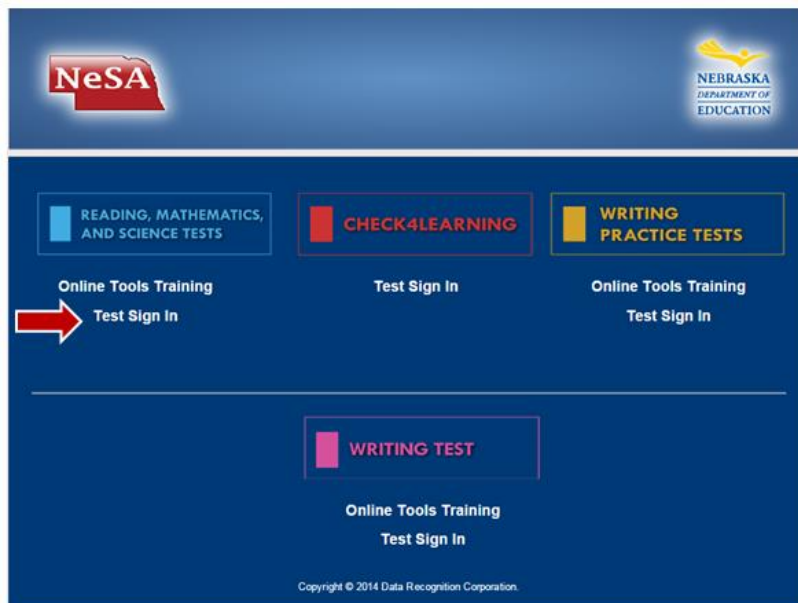 NeSA
NEBRASKA
DEPARTMENT OF
EDUCATION
READING, MATHEMATICS,
AND SCIENCE TESTS
Online Tools Training
Test Sign In
CHECK4LEARNING
Test Sign In
WRITING
PRACTICE TESTS
Online Tools Training
Test Sign In
WRITING TEST
Online Tools Training
Test Sign In
Copyright © 2014 Data Recognition Corporation.